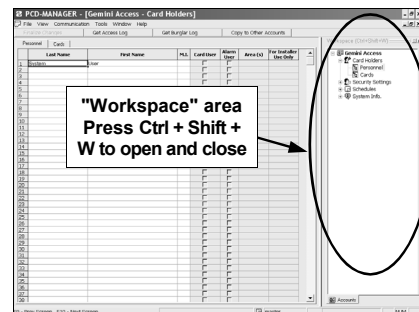 PCD-MANAGER - [Gemini Access - Card Holders]
File View Communication Tools Window Help
Get Access Log Get Burglar Log Copy to Other Accounts
Personnel Cards
Last Name First Name M.I. Card User Alarm User Area (s) For Installer Use Only
1 System User
2
3
4
5
6
7
8
9
10
11
12
13
14
15
16
17
18
19
20
21
22
23
24
25
26
27
28
29
30
"Workspace" area
Press Ctrl + Shift +
W to open and close
Gemini Access
Card Holders
Personnel
Cards
Security Settings
Schedules
System Info.
Accounts
NUM